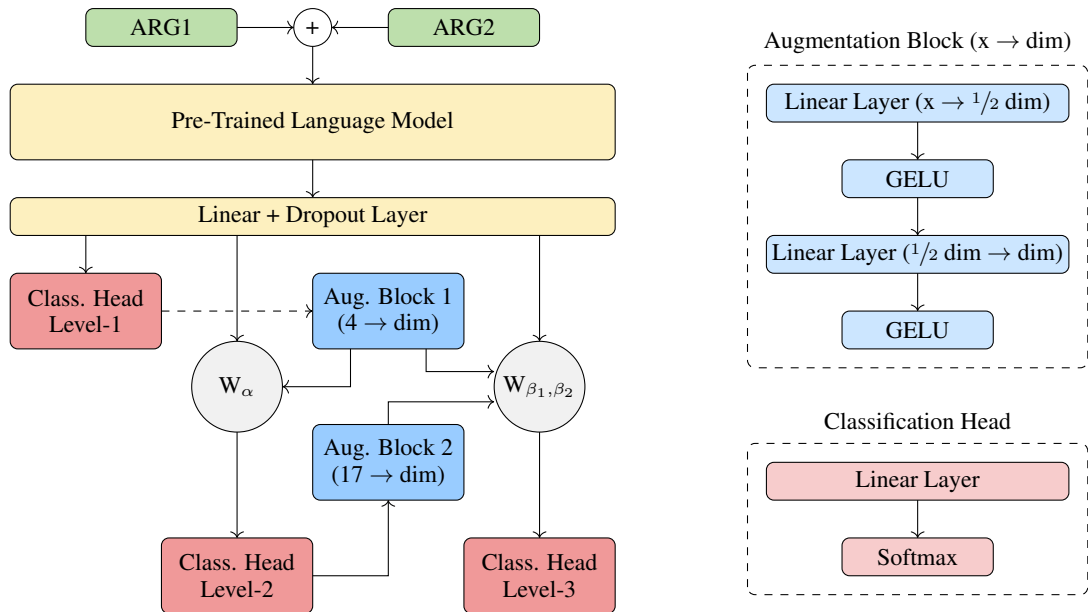 ARG1
+
ARG2
Pre-Trained Language Model
Linear + Dropout Layer
Class. Head
Level-1
Aug. Block 1
(4 → dim)
W_α
W_{β₁,β₂}
Aug. Block 2
(17 → dim)
Class. Head
Level-2
Class. Head
Level-3
Augmentation Block (x → dim)
Linear Layer (x → 1/2 dim)
GELU
Linear Layer (1/2 dim → dim)
GELU
Classification Head
Linear Layer
Softmax